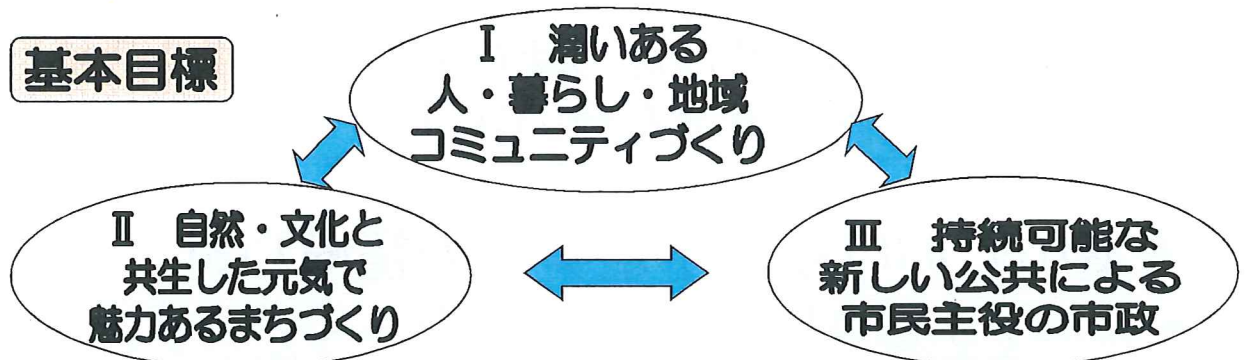 基本目標
Ⅰ 潤いある
人・暮らし・地域
コミュニティづくり
Ⅱ 自然・文化と
共生した元気で
魅力あるまちづくり
Ⅲ 持続可能な
新しい公共による
市民主役の市政